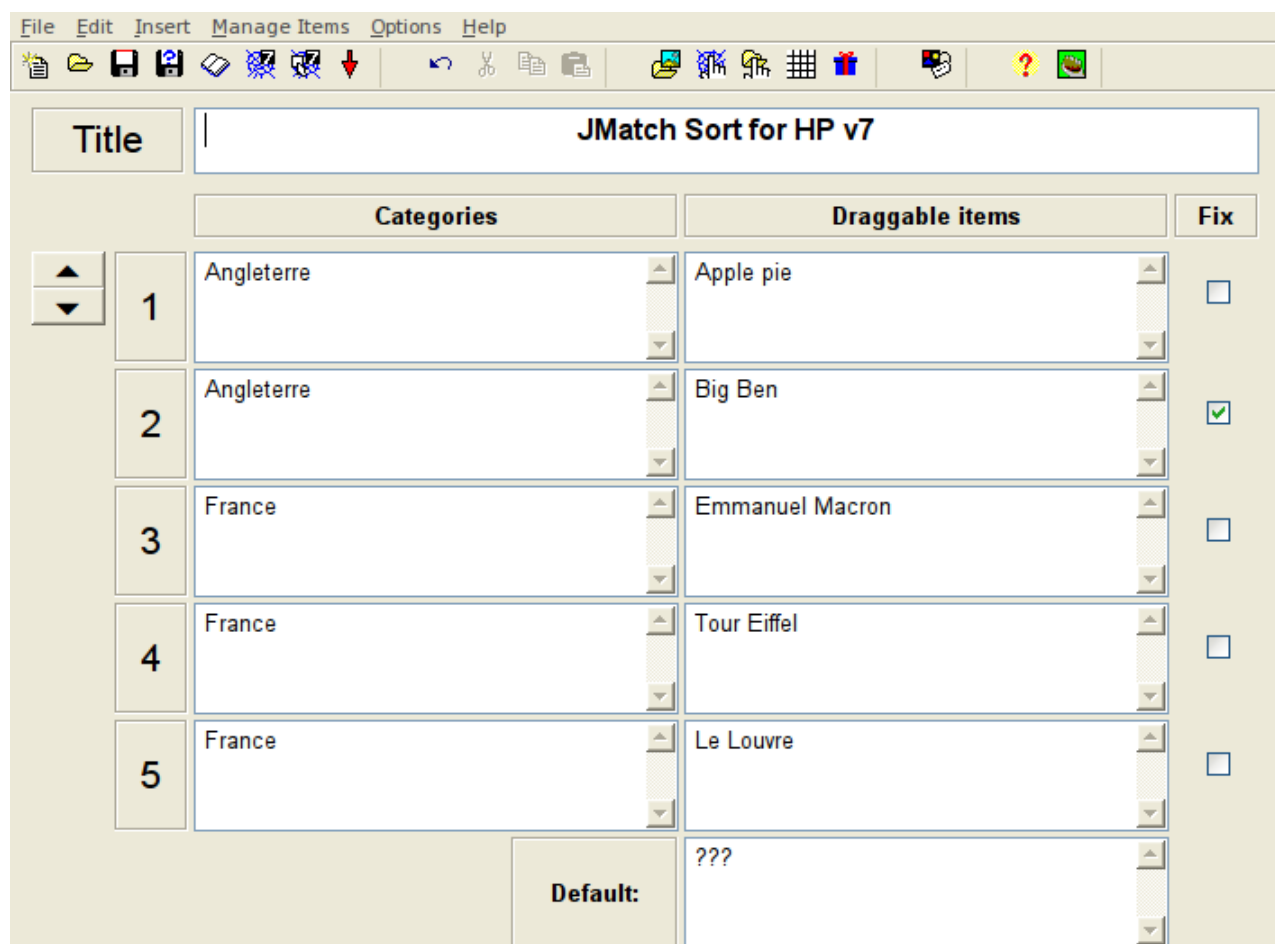 File Edit Insert Manage Items Options Help
Title JMatch Sort for HP v7
Categories Draggable items Fix
1 Angleterre Apple pie
2 Angleterre Big Ben
3 France Emmanuel Macron
4 France Tour Eiffel
5 France Le Louvre
Default: ???